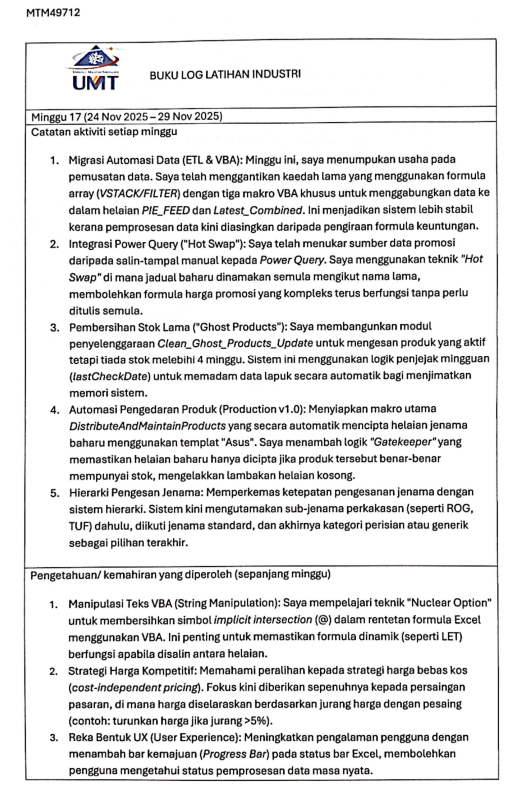 MTM49712
UMT
BUKU LOG LATIHAN INDUSTRI
Minggu 17 (24 Nov 2025 – 29 Nov 2025)
Catatan aktiviti setiap minggu
1. Migrasi Automasi Data (ETL & VBA): Minggu ini, saya menumpukan usaha pada
pemusatan data. Saya telah menggantikan kaedah lama yang menggunakan formula
array (VSTACK/FILTER) dengan tiga makro VBA khusus untuk menggabungkan data ke
dalam helaian PIE_FEED dan Latest_Combined. Ini menjadikan sistem lebih stabil
kerana pemprosesan data kini diasingkan daripada pengiraan formula keuntungan.
2. Integrasi Power Query ("Hot Swap"): Saya telah menukar sumber data promosi
daripada salin-tampal manual kepada Power Query. Saya menggunakan teknik "Hot
Swap" di mana jadual baharu dinamakan semula mengikut nama lama,
membolehkan formula harga promosi yang kompleks terus berfungsi tanpa perlu
ditulis semula.
3. Pembersihan Stok Lama ("Ghost Products"): Saya membangunkan modul
penyelenggaraan Clean_Ghost_Products_Update untuk mengesan produk yang aktif
tetapi tiada stok melebihi 4 minggu. Sistem ini menggunakan logik penjejak mingguan
(lastCheckDate) untuk memadam data lapuk secara automatik bagi menjimatkan
memori sistem.
4. Automasi Pengedaran Produk (Production v1.0): Menyiapkan makro utama
DistributeAndMaintainProducts yang secara automatik mencipta helaian jenama
baharu menggunakan templat "Asus". Saya menambah logik "Gatekeeper" yang
memastikan helaian baharu hanya dicipta jika produk tersebut benar-benar
mempunyai stok, mengelakkan lambakan helaian kosong.
5. Hierarki Pengesan Jenama: Memperkemas ketepatan pengesanan jenama dengan
sistem hierarki. Sistem kini mengutamakan sub-jenama perkakasan (seperti ROG,
TUF) dahulu, diikuti jenama standard, dan akhirnya kategori perisian atau generik
sebagai pilihan terakhir.
Pengetahuan/ kemahiran yang diperoleh (sepanjang minggu)
1. Manipulasi Teks VBA (String Manipulation): Saya mempelajari teknik "Nuclear Option"
untuk membersihkan simbol implicit intersection (@) dalam rentetan formula Excel
menggunakan VBA. Ini penting untuk memastikan formula dinamik (seperti LET)
berfungsi apabila disalin antara helaian.
2. Strategi Harga Kompetitif: Memahami peralihan kepada strategi harga bebas kos
(cost-independent pricing). Fokus kini diberikan sepenuhnya kepada persaingan
pasaran, di mana harga diselaraskan berdasarkan jurang harga dengan pesaing
(contoh: turunkan harga jika jurang >5%).
3. Reka Bentuk UX (User Experience): Meningkatkan pengalaman pengguna dengan
menambah bar kemajuan (Progress Bar) pada status bar Excel, membolehkan
pengguna mengetahui status pemprosesan data masa nyata.